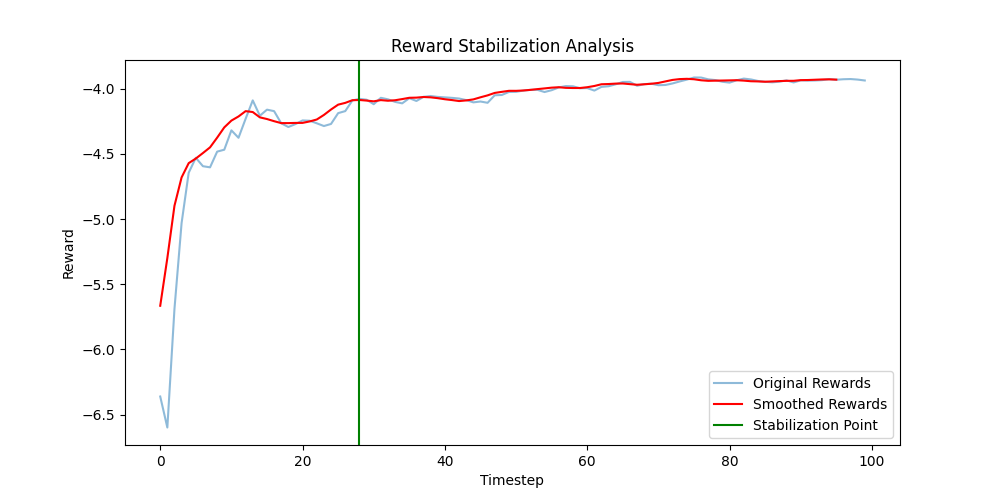 Reward Stabilization Analysis
Reward
−4.0
−4.5
−5.0
−5.5
−6.0
−6.5
Original Rewards
Smoothed Rewards
Stabilization Point
0 20 40 60 80 100
Timestep